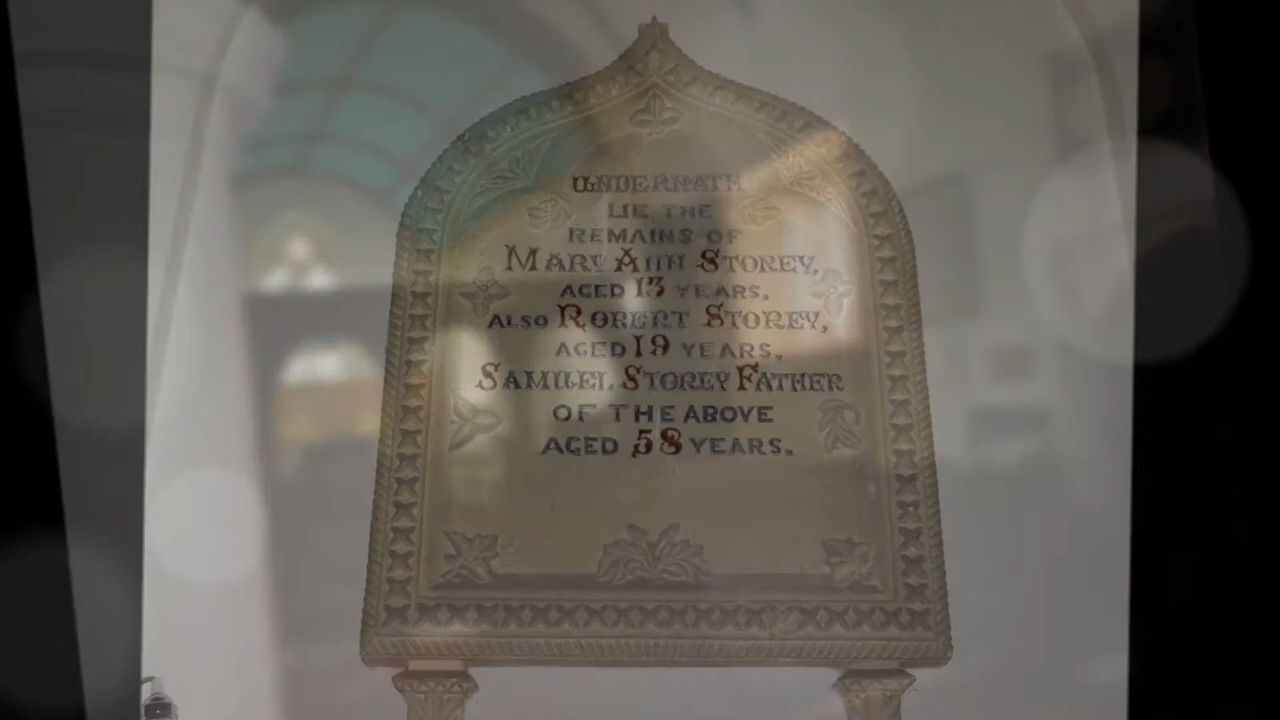 UNDERNATH
LIE THE
REMAINS OF
MARY ANN STOREY,
AGED 13 YEARS.
ALSO ROBERT STOREY,
AGED 19 YEARS,
SAMUEL STOREY FATHER
OF THE ABOVE
AGED 58 YEARS.